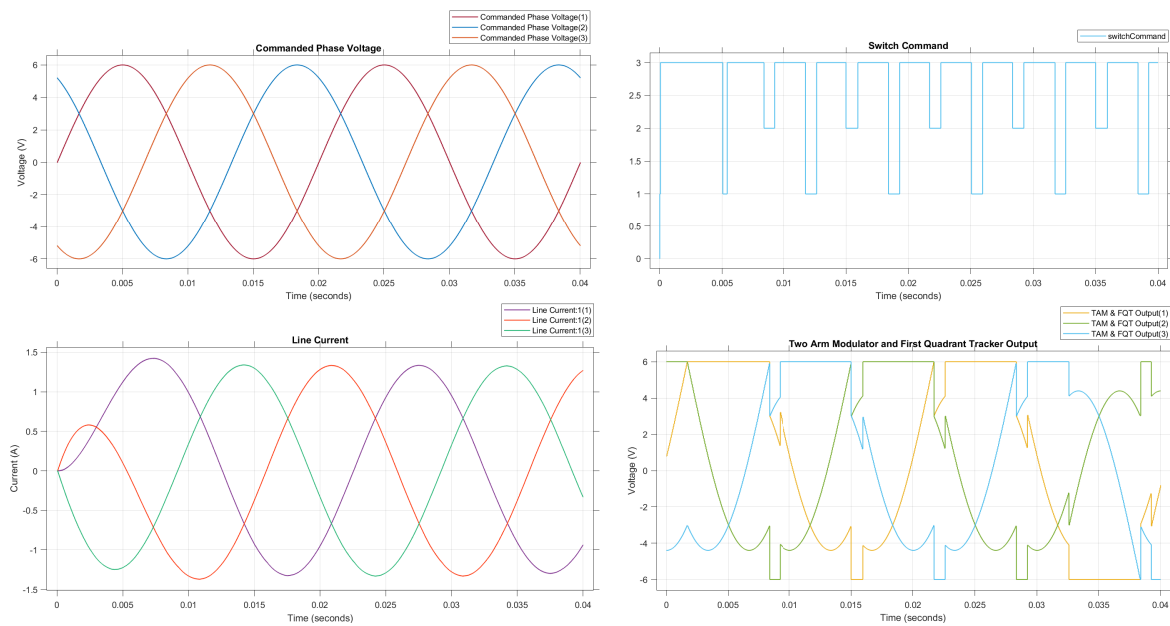 Commanded Phase Voltage(1)
Commanded Phase Voltage(2)
Commanded Phase Voltage(3)
Commanded Phase Voltage
6
4
2
0
-2
-4
-6
Voltage (V)
0 0.005 0.01 0.015 0.02 0.025 0.03 0.035 0.04
Time (seconds)
switchCommand
Switch Command
3
2.5
2
1.5
1
0.5
0
0 0.005 0.01 0.015 0.02 0.025 0.03 0.035 0.04
Time (seconds)
Line Current:1(1)
Line Current:1(2)
Line Current:1(3)
Line Current
1.5
1
0.5
0
-0.5
-1
-1.5
Current (A)
0 0.005 0.01 0.015 0.02 0.025 0.03 0.035 0.04
Time (seconds)
TAM & FQT Output(1)
TAM & FQT Output(2)
TAM & FQT Output(3)
Two Arm Modulator and First Quadrant Tracker Output
6
4
2
0
-2
-4
-6
Voltage (V)
0 0.005 0.01 0.015 0.02 0.025 0.03 0.035 0.04
Time (seconds)